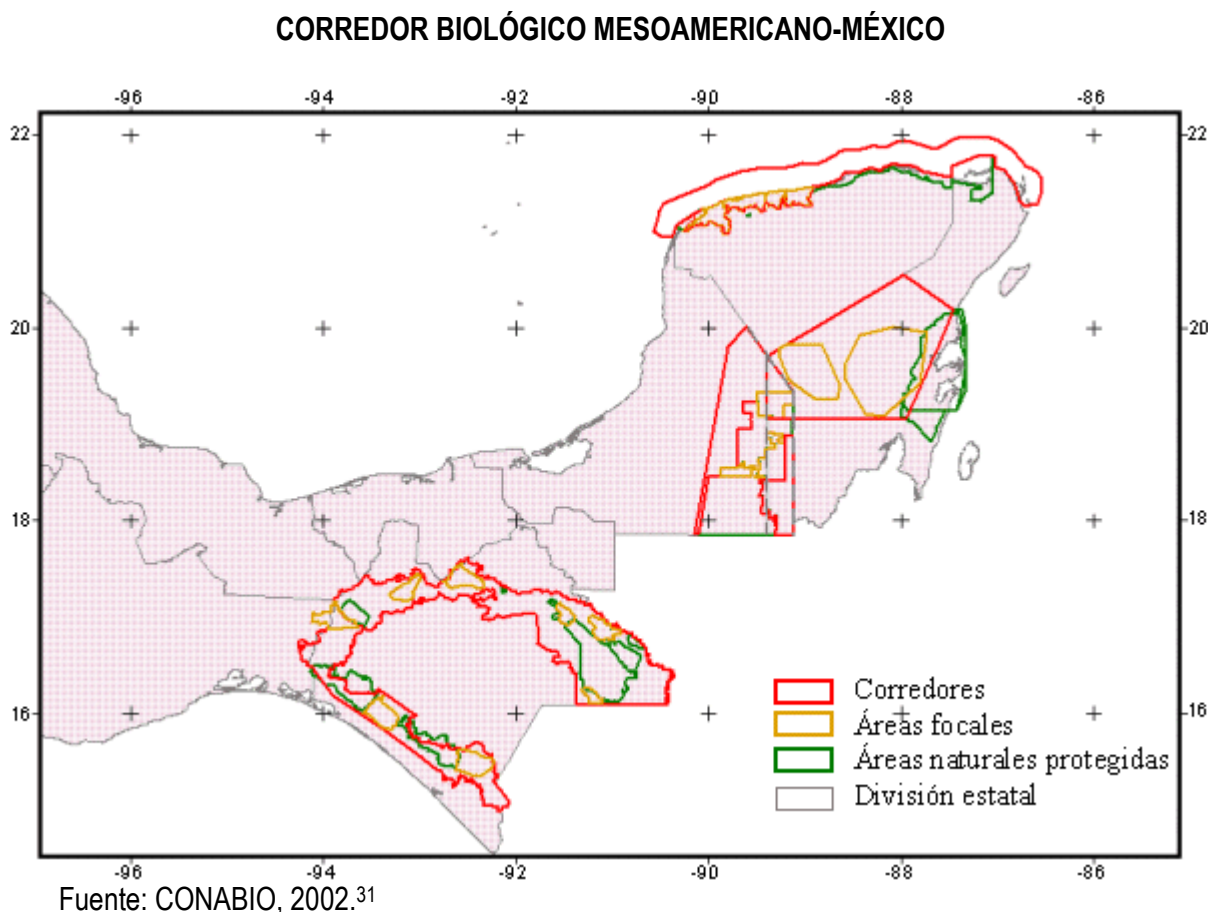 CORREDOR BIOLÓGICO MESOAMERICANO-MÉXICO
-96 -94 -92 -90 -88 -86
22 22
20 20
18 18
16 16
Corredores
Áreas focales
Áreas naturales protegidas
División estatal
-96 -94 -92 -90 -88 -86
Fuente: CONABIO, 2002.31